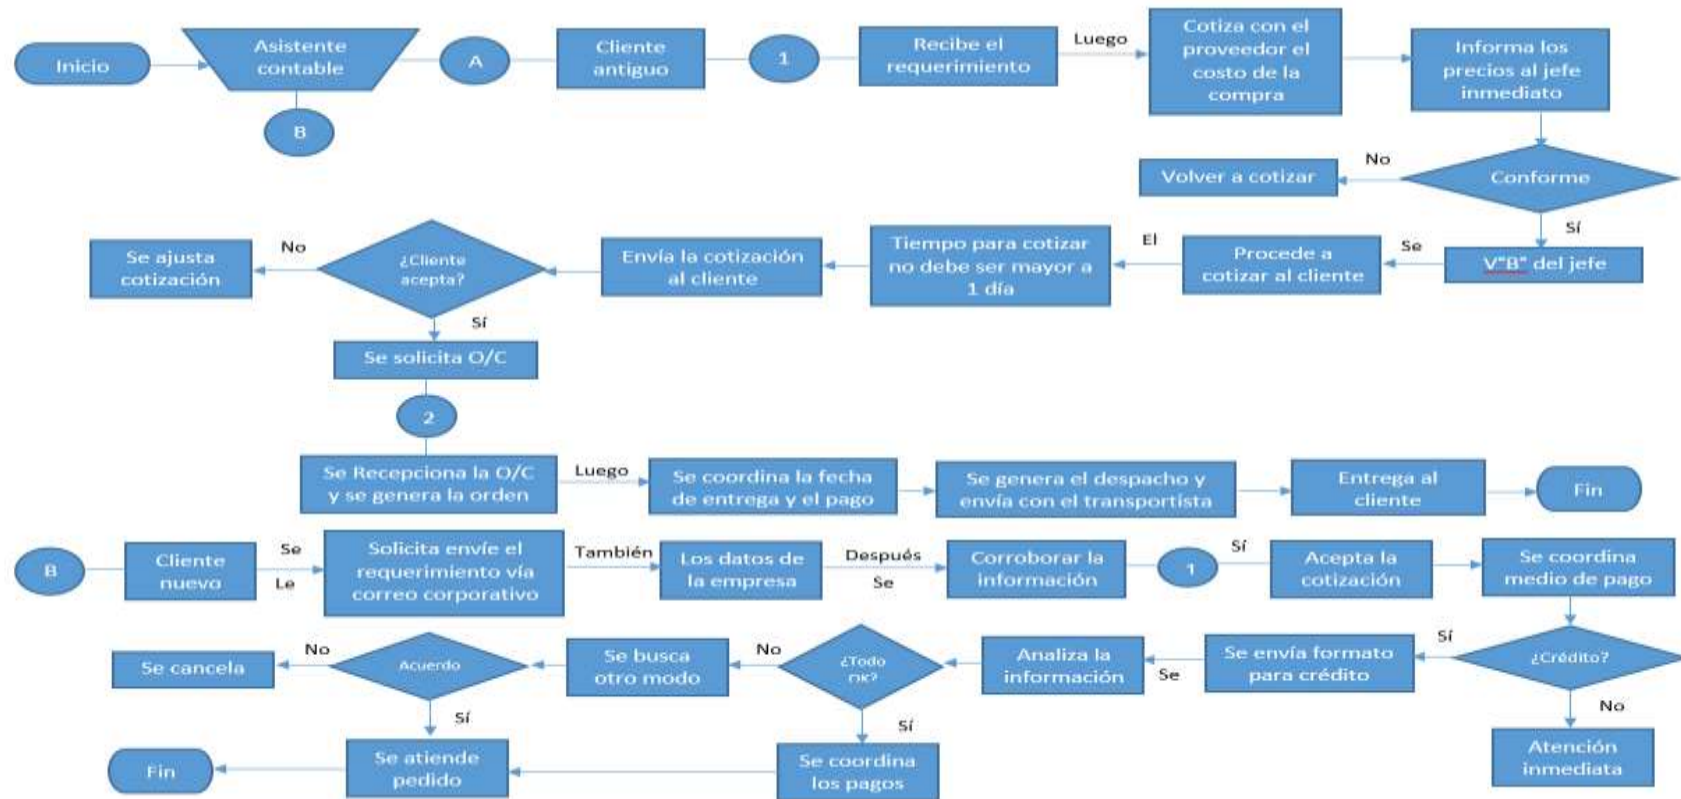 Inicio
Asistente
contable
A
Cliente
antiguo
1
Recibe el
requerimiento
Luego
Cotiza con el
proveedor el
costo de la
compra
Informa los
precios al jefe
inmediato
B
No
Volver a cotizar
Conforme
Sí
Se ajusta
cotización
No
¿Cliente
acepta?
Envía la cotización
al cliente
Tiempo para cotizar
no debe ser mayor a
1 día
El
Procede a
cotizar al cliente
Se
V"B" del jefe
Sí
Se solicita O/C
2
Se Recepciona la O/C
y se genera la orden
Luego
Se coordina la fecha
de entrega y el pago
Se genera el despacho y
envía con el transportista
Entrega al
cliente
Fin
B
Cliente
nuevo
Se
Le
Solicita envíe el
requerimiento vía
correo corporativo
También
Los datos de
la empresa
Después
Se
Corroborar la
información
1
Sí
Acepta la
cotización
Se coordina
medio de pago
Se cancela
No
Acuerdo
Se busca
otro modo
No
¿Todo
OK?
Analiza la
información
Se
Se envía formato
para crédito
Sí
¿Crédito?
Sí
Sí
No
Fin
Se atiende
pedido
Se coordina
los pagos
Atención
inmediata